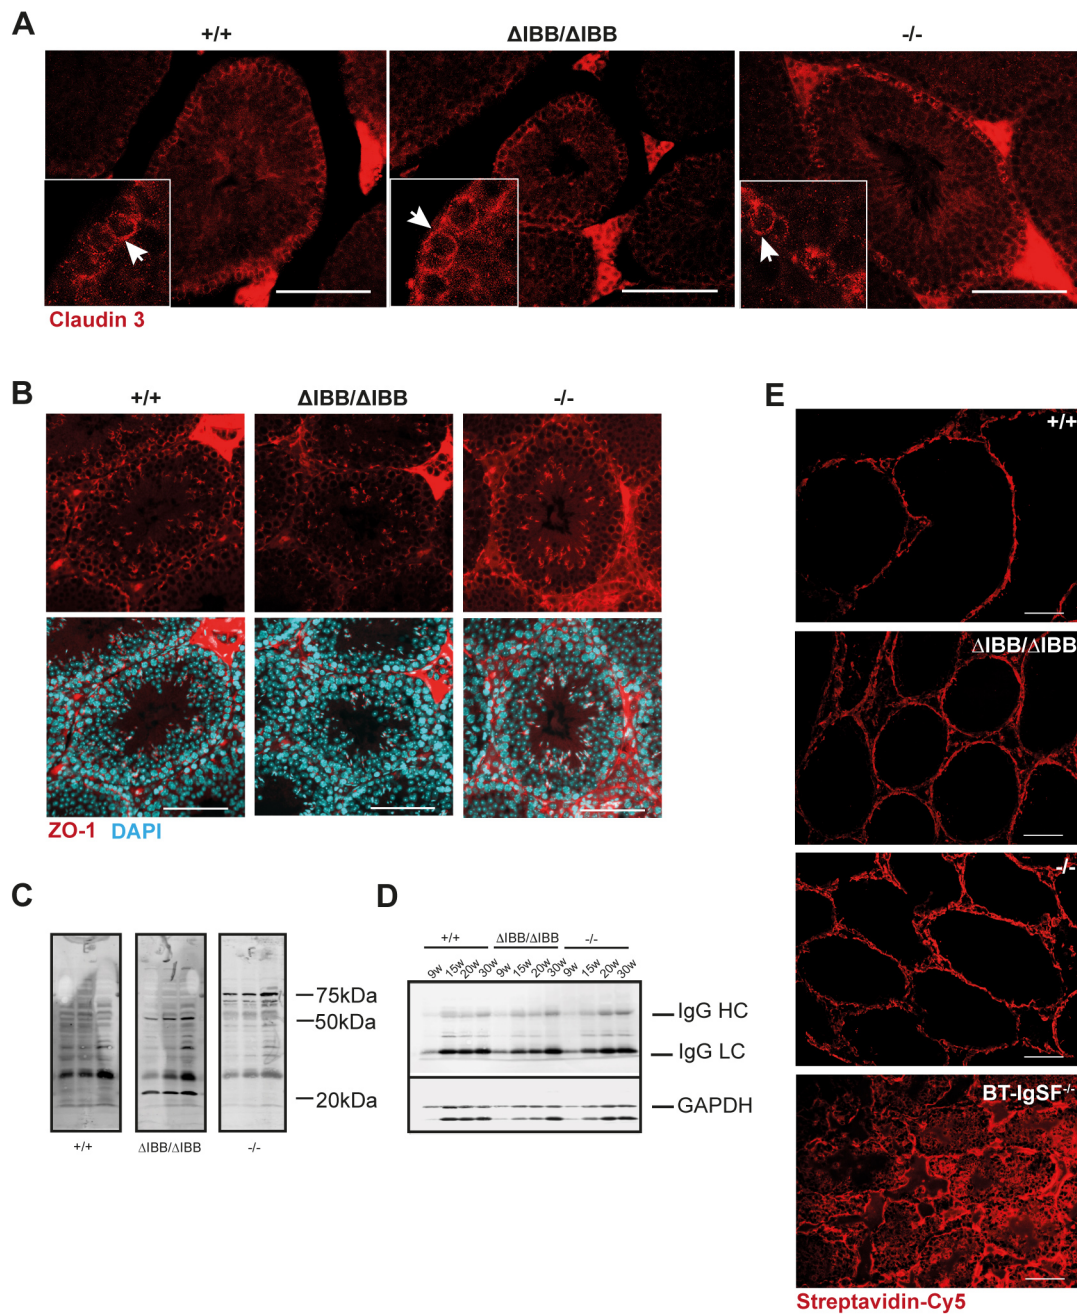 A
+/+ ΔIBB/ΔIBB -/-
Claudin 3
B
+/+ ΔIBB/ΔIBB -/-
ZO-1 DAPI
C
75kDa
50kDa
20kDa
+/+ ΔIBB/ΔIBB -/-
D
+/+ ΔIBB/ΔIBB -/-
9w 15w 20w 30w 9w 15w 20w 30w 9w 15w 20w 30w
IgG HC
IgG LC
GAPDH
E
+/+
ΔIBB/ΔIBB
-/-
BT-IgSF-/-
Streptavidin-Cy5